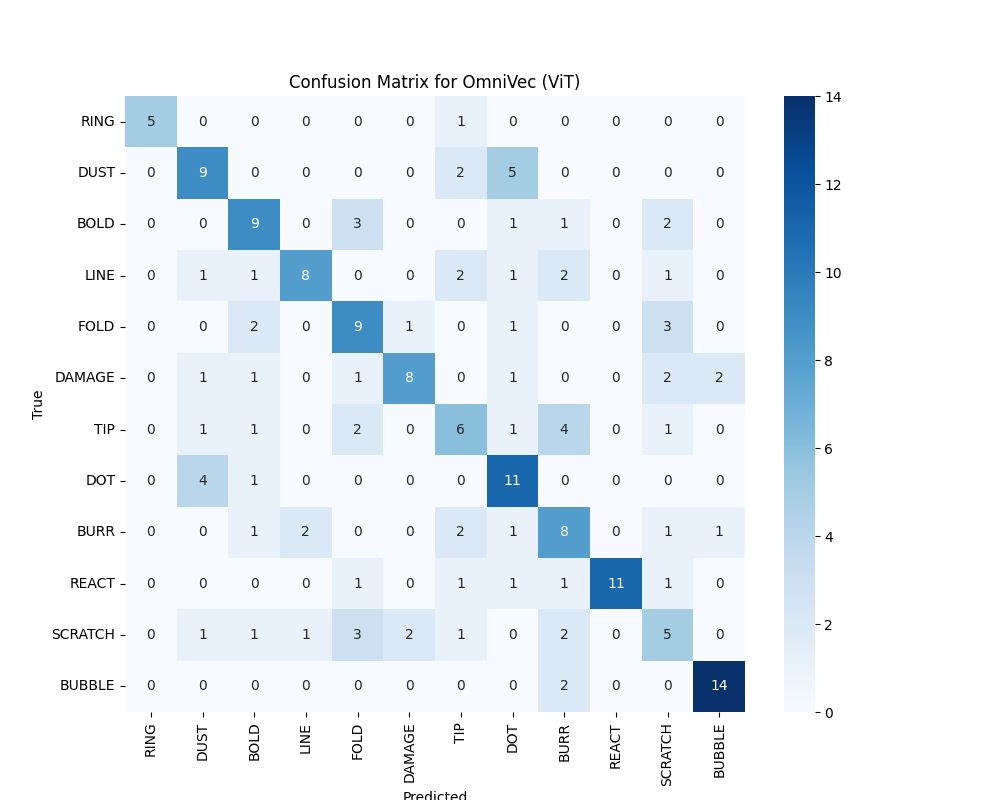 Confusion Matrix for OmniVec (ViT)
RING 5 0 0 0 0 0 1 0 0 0 0 0
DUST 0 9 0 0 0 0 2 5 0 0 0 0
BOLD 0 0 9 0 3 0 0 1 1 0 2 0
LINE 0 1 1 8 0 0 2 1 2 0 1 0
FOLD 0 0 2 0 9 1 0 1 0 0 3 0
DAMAGE 0 1 1 0 1 8 0 1 0 0 2 2
TIP 0 1 1 0 2 0 6 1 4 0 1 0
DOT 0 4 1 0 0 0 0 11 0 0 0 0
BURR 0 0 1 2 0 0 2 1 8 0 1 1
REACT 0 0 0 0 1 0 1 1 1 11 1 0
SCRATCH 0 1 1 1 3 2 1 0 2 0 5 0
BUBBLE 0 0 0 0 0 0 0 0 2 0 0 14
True
RING DUST BOLD LINE FOLD DAMAGE TIP DOT BURR REACT SCRATCH BUBBLE
Predicted
14
12
10
8
6
4
2
0